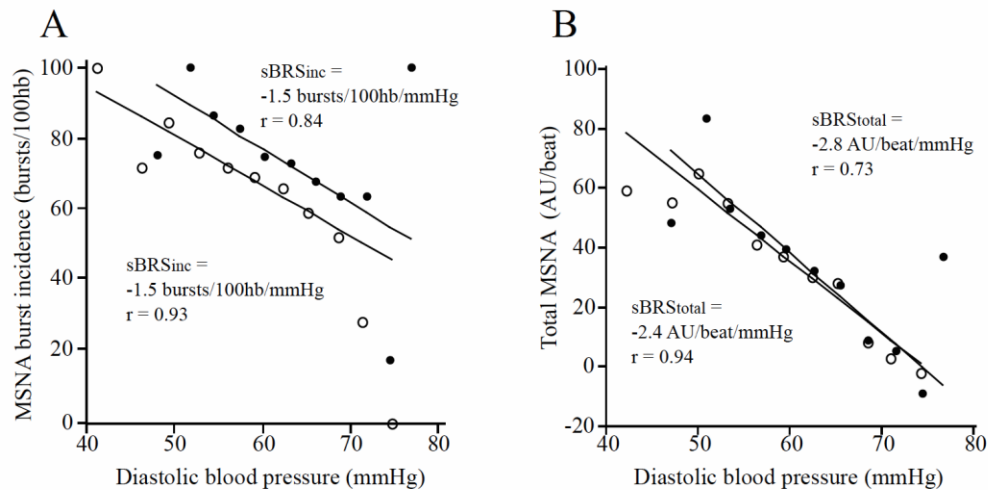 A
MSNA burst incidence (bursts/100hb)
100
80
60
40
20
0
sBRSinc =
-1.5 bursts/100hb/mmHg
r = 0.84
sBRSinc =
-1.5 bursts/100hb/mmHg
r = 0.93
40
50
60
70
80
Diastolic blood pressure (mmHg)
B
Total MSNA (AU/beat)
100
80
60
40
20
0
-20
sBRStotal =
-2.8 AU/beat/mmHg
r = 0.73
sBRStotal =
-2.4 AU/beat/mmHg
r = 0.94
40
50
60
70
80
Diastolic blood pressure (mmHg)